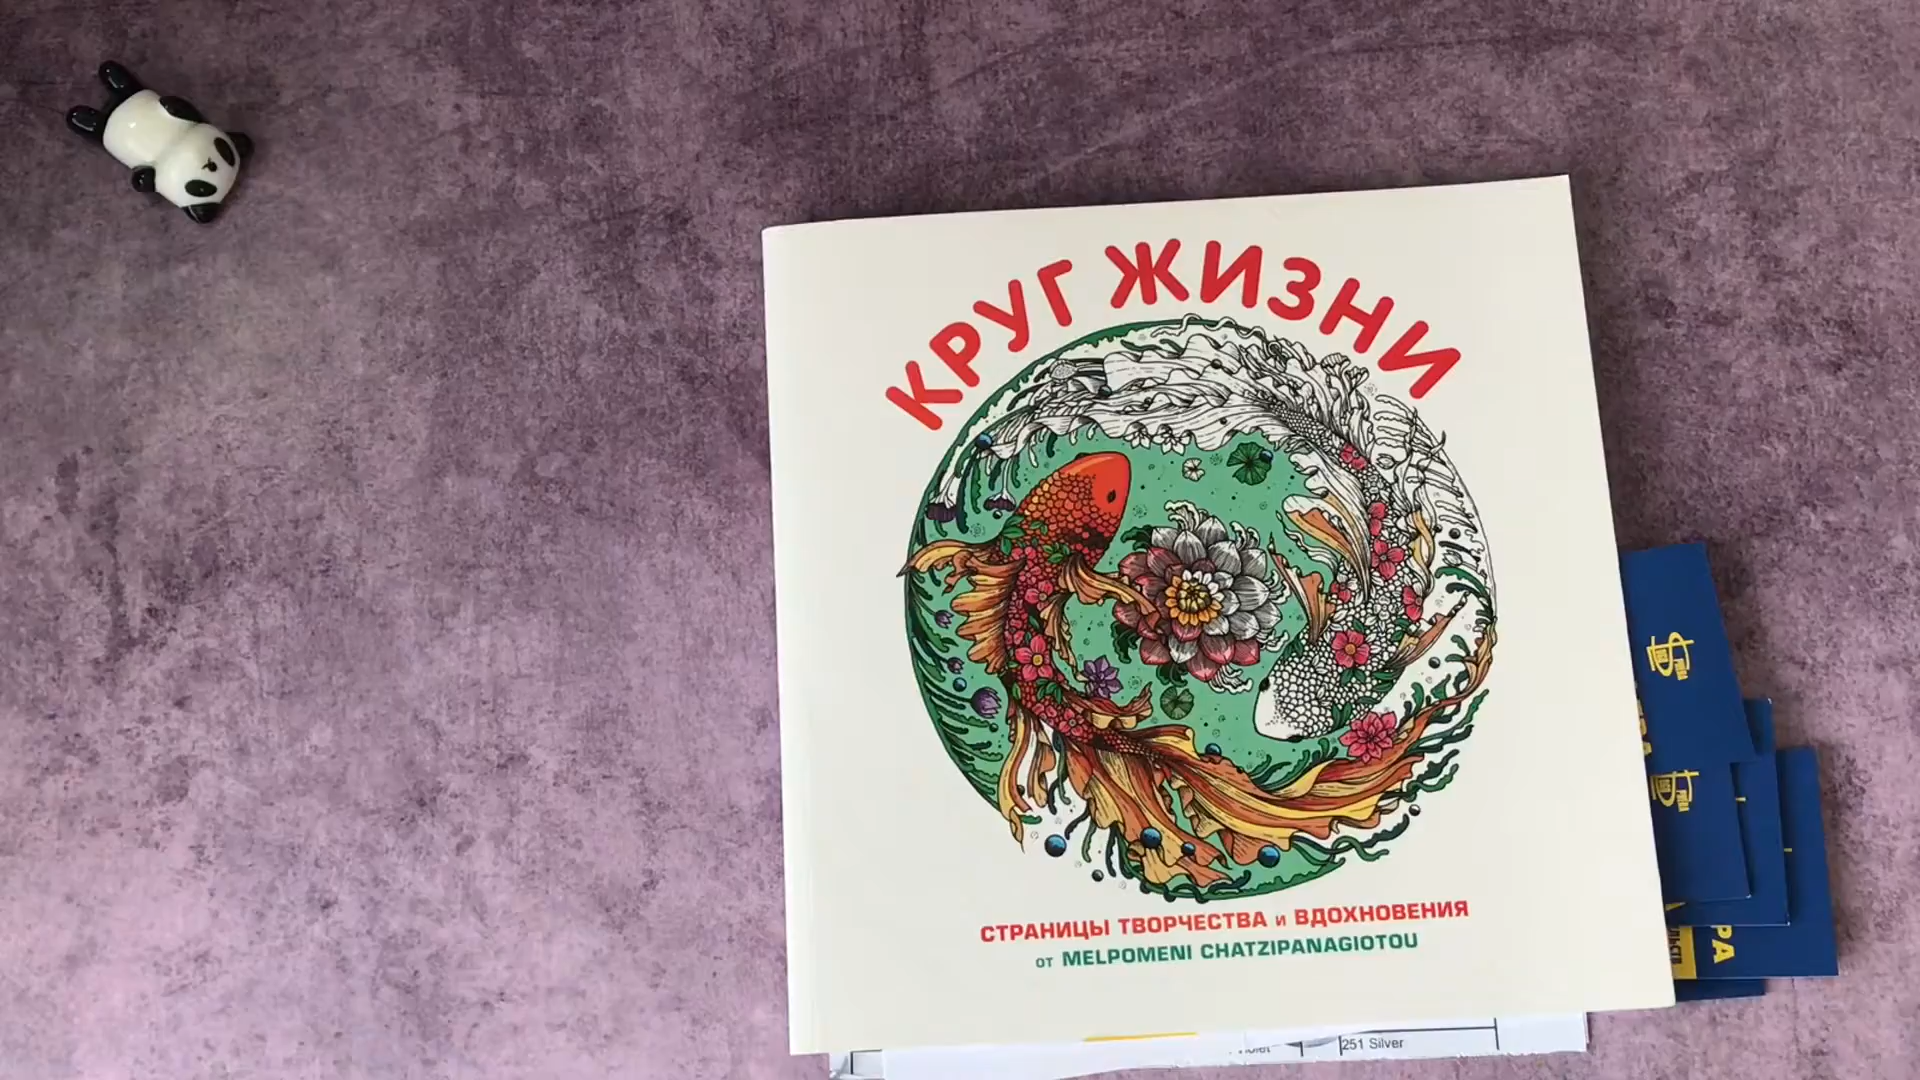 КРУГ ЖИЗНИ
СТРАНИЦЫ ТВОРЧЕСТВА и ВДОХНОВЕНИЯ
от MELPOMENI CHATZIPANAGIOTOU
251 Silver